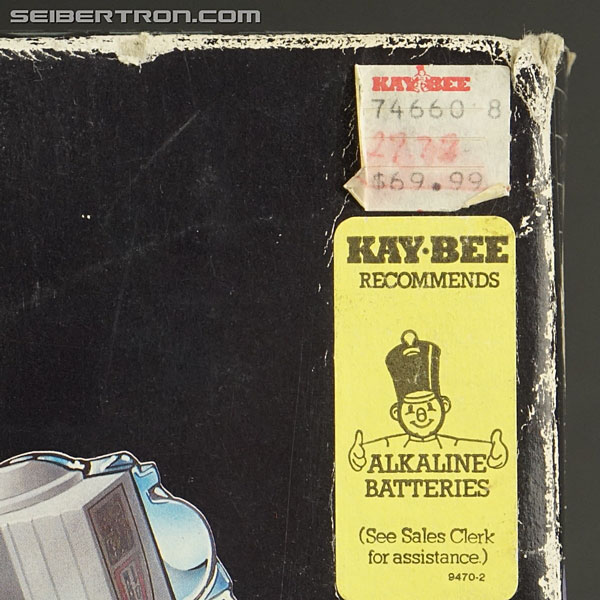 SEIBERTRON.COM
KAY BEE
74660 8
$69.99
KAY·BEE
RECOMMENDS
ALKALINE
BATTERIES
(See Sales Clerk
for assistance.)
9470-2